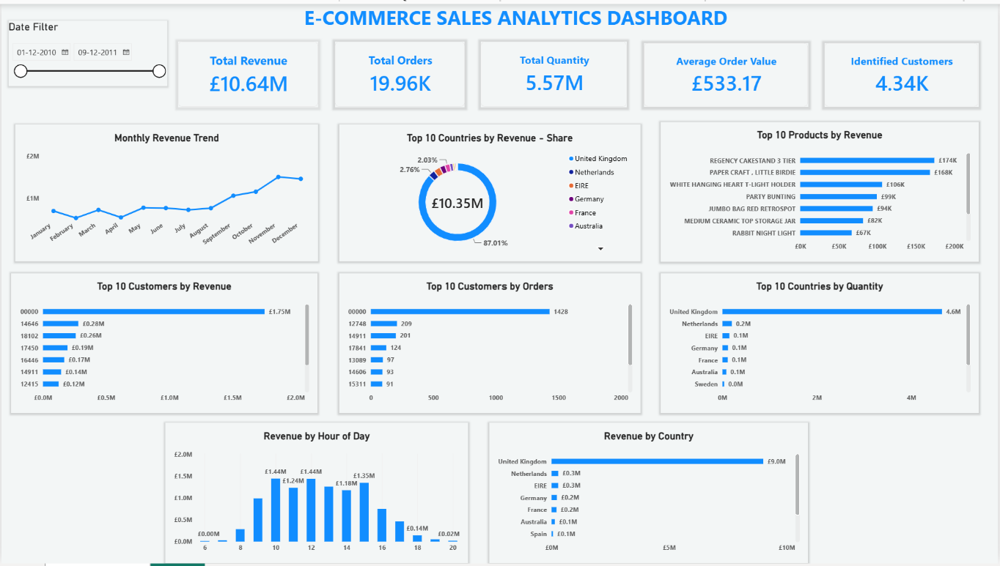 E-COMMERCE SALES ANALYTICS DASHBOARD
Date Filter
01-12-2010 09-12-2011
Total Revenue
£10.64M
Total Orders
19.96K
Total Quantity
5.57M
Average Order Value
£533.17
Identified Customers
4.34K
Monthly Revenue Trend
£2M
£1M
January February March April May June July August September October November December
Top 10 Countries by Revenue - Share
2.03%
2.76%
£10.35M
87.01%
United Kingdom
Netherlands
EIRE
Germany
France
Australia
Top 10 Products by Revenue
REGENCY CAKESTAND 3 TIER £174K
PAPER CRAFT , LITTLE BIRDIE £168K
WHITE HANGING HEART T-LIGHT HOLDER £106K
PARTY BUNTING £99K
JUMBO BAG RED RETROSPOT £94K
MEDIUM CERAMIC TOP STORAGE JAR £82K
RABBIT NIGHT LIGHT £67K
£0K £50K £100K £150K £200K
Top 10 Customers by Revenue
00000 £1.75M
14646 £0.28M
18102 £0.26M
17450 £0.19M
16446 £0.17M
14911 £0.14M
12415 £0.12M
£0.0M £0.5M £1.0M £1.5M £2.0M
Top 10 Customers by Orders
00000 1428
12748 209
14911 201
17841 124
13089 97
14606 93
15311 91
0 500 1000 1500 2000
Top 10 Countries by Quantity
United Kingdom 4.6M
Netherlands 0.2M
EIRE 0.1M
Germany 0.1M
France 0.1M
Australia 0.1M
Sweden 0.0M
0M 2M 4M
Revenue by Hour of Day
£2.0M
£1.5M
£1.0M
£0.5M
£0.0M
£0.00M £1.44M £1.24M £1.44M £1.18M £1.35M £0.14M £0.02M
6 8 10 12 14 16 18 20
Revenue by Country
United Kingdom £9.0M
Netherlands £0.3M
EIRE £0.3M
Germany £0.2M
France £0.2M
Australia £0.1M
Spain £0.1M
£0M £5M £10M